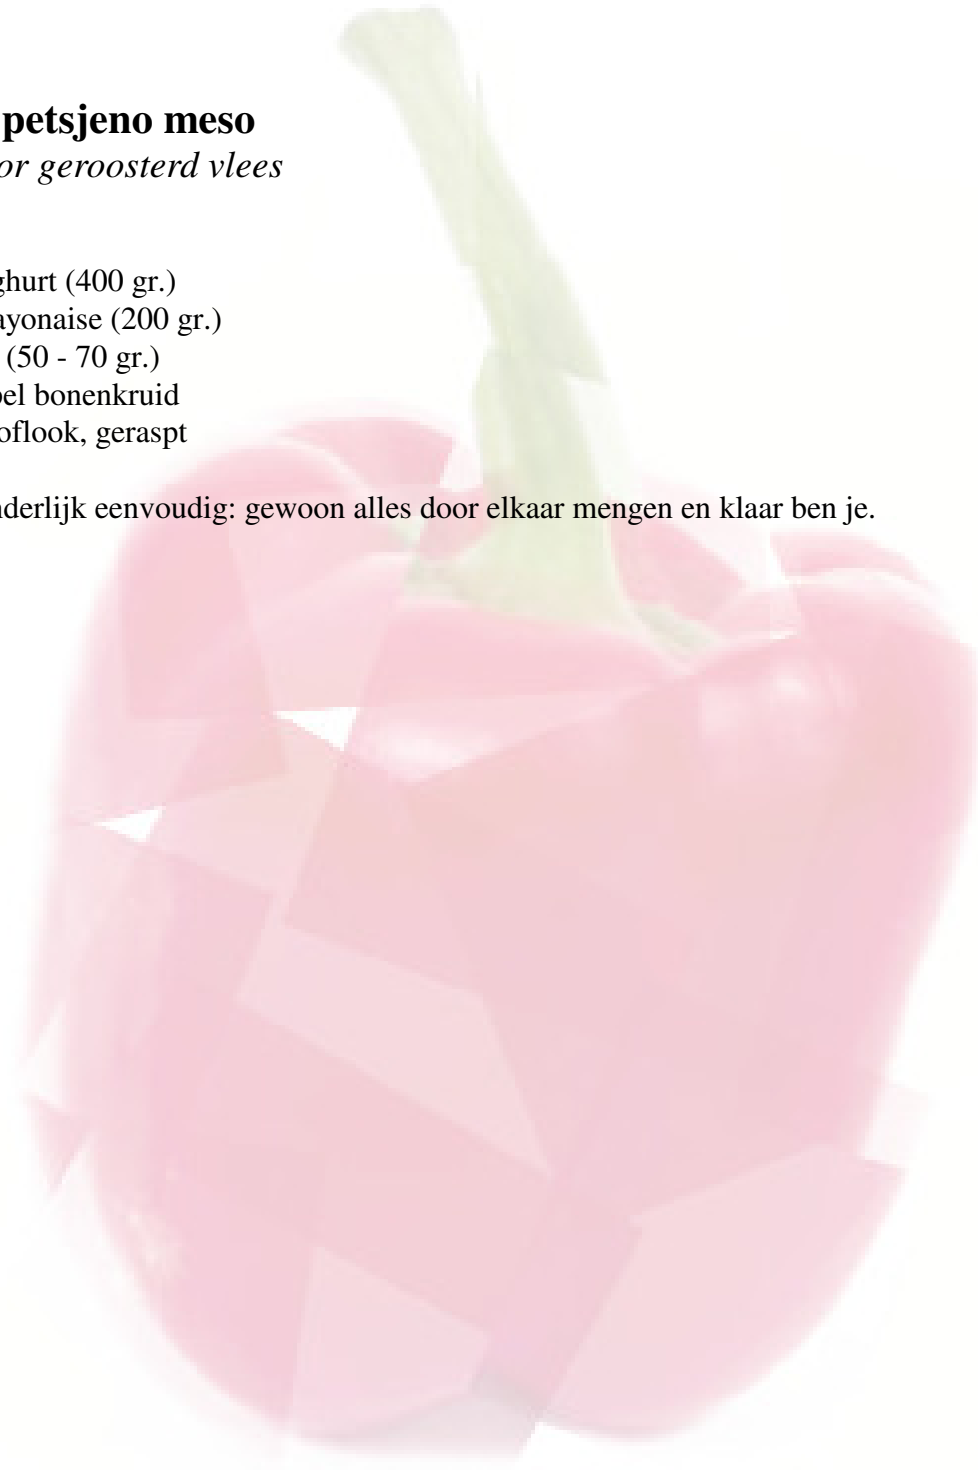 petsjeno meso
or geroosterd vlees
ghurt (400 gr.)
ayonaise (200 gr.)
(50 - 70 gr.)
pel bonenkruid
oflook, geraspt
nderlijk eenvoudig: gewoon alles door elkaar mengen en klaar ben je.